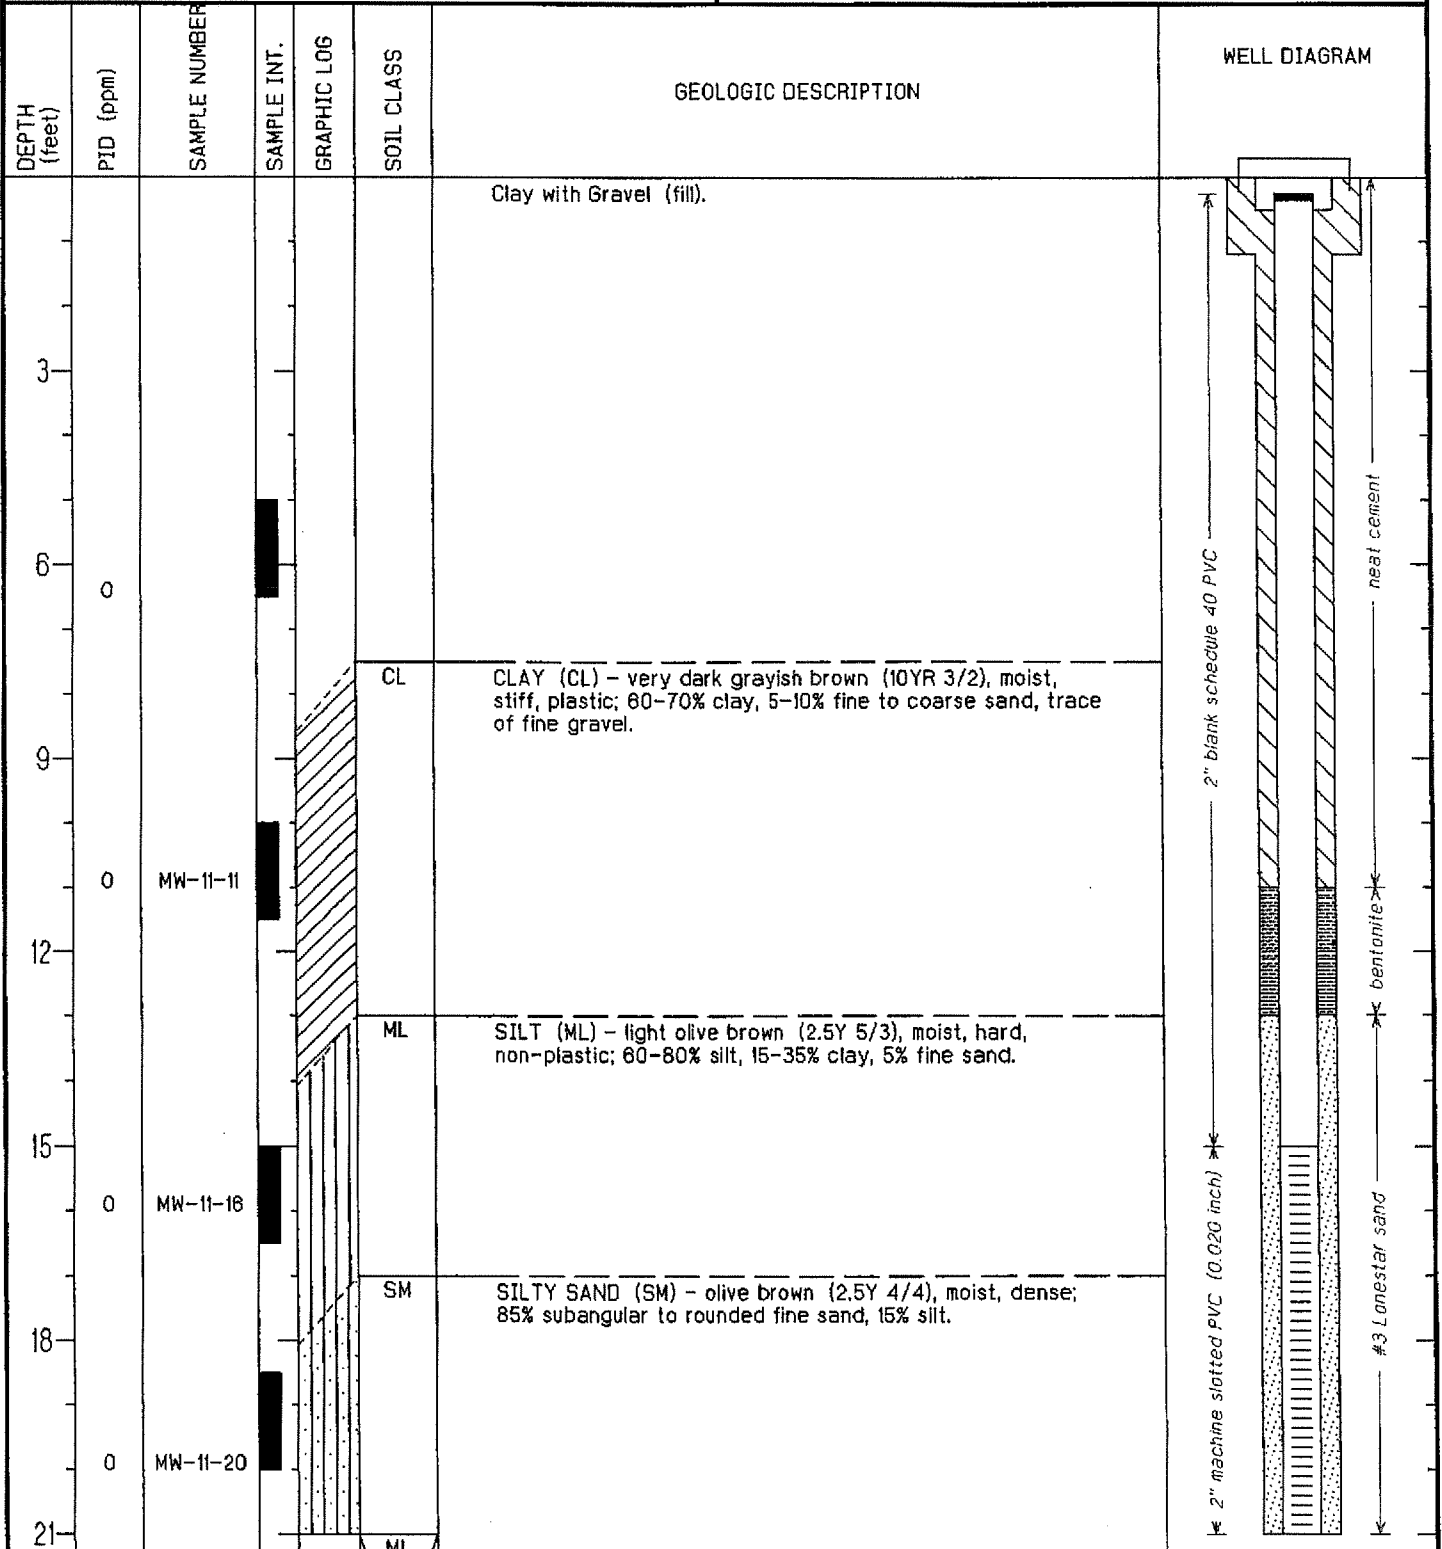 DEPTH (feet)
PID (ppm)
SAMPLE NUMBER
SAMPLE INT.
GRAPHIC LOG
SOIL CLASS
GEOLOGIC DESCRIPTION
WELL DIAGRAM
Clay with Gravel (fill).
3
6
0
CL
CLAY (CL) – very dark grayish brown (10YR 3/2), moist,
stiff, plastic; 60-70% clay, 5-10% fine to coarse sand, trace
of fine gravel.
9
0
MW-11-11
12
ML
SILT (ML) – light olive brown (2.5Y 5/3), moist, hard,
non-plastic; 60-80% silt, 15-35% clay, 5% fine sand.
15
0
MW-11-16
SM
SILTY SAND (SM) – olive brown (2.5Y 4/4), moist, dense;
85% subangular to rounded fine sand, 15% silt.
18
0
MW-11-20
21
ML
2" blank schedule 40 PVC
2" machine slotted PVC (0.020 inch)
neat cement
bentonite
#3 Lonestar sand